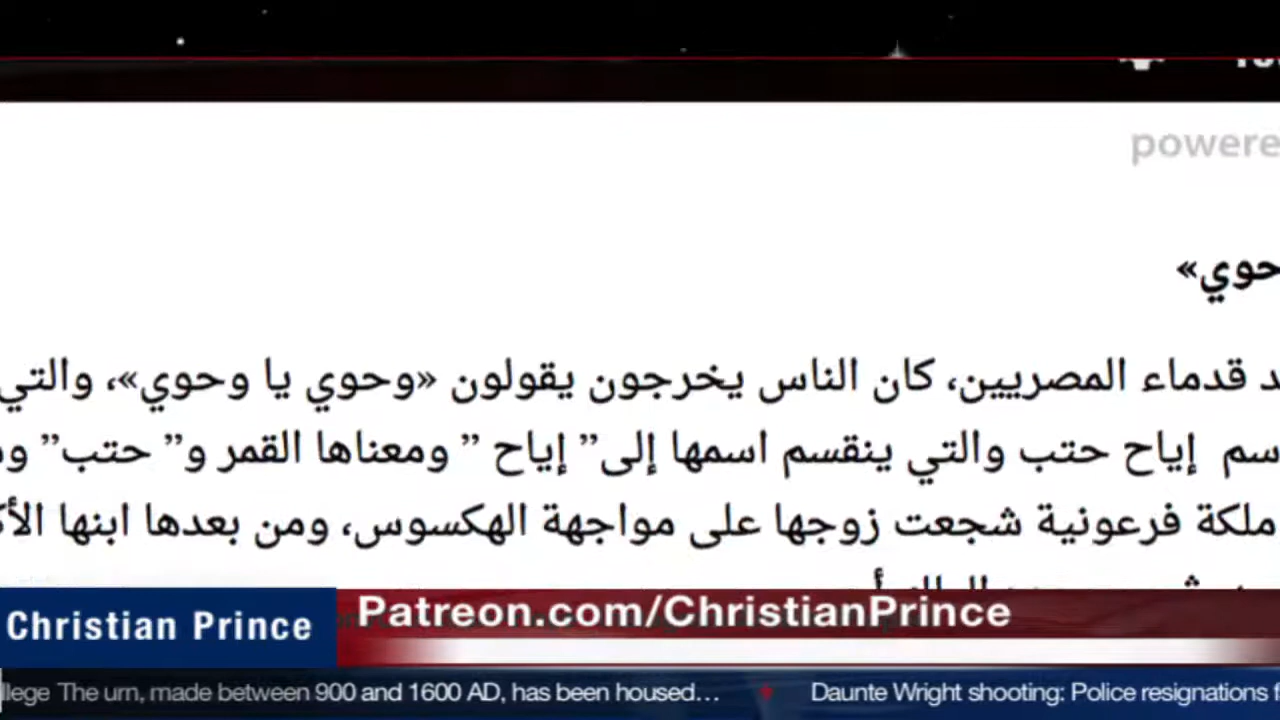 powere
حوي»
د قدماء المصريين، كان الناس يخرجون يقولون «وحوي يا وحوي»، والتي
سم إياح حتب والتي ينقسم اسمها إلى” إياح ” ومعناها القمر و” حتب”
ملكة فرعونية شجعت زوجها على مواجهة الهكسوس، ومن بعدها ابنها
Christian Prince
Patreon.com/ChristianPrince
llege The urn, made between 900 and 1600 AD, has been housed...
Daunte Wright shooting: Police resignations f